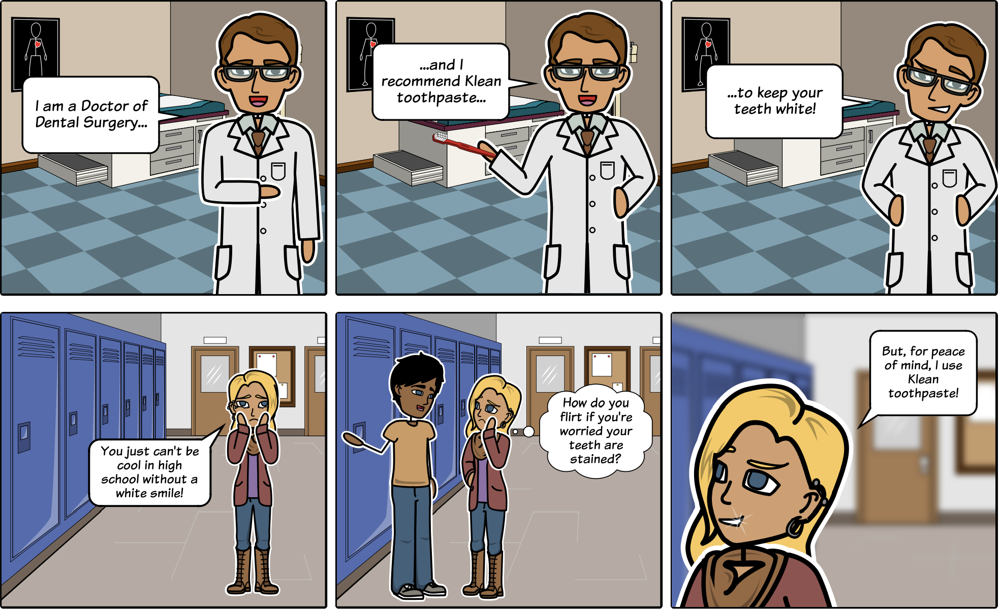 I am a Doctor of
Dental Surgery...
...and I
recommend Klean
toothpaste...
...to keep your
teeth white!
You just can't be
cool in high
school without a
white smile!
How do you
flirt if you're
worried your
teeth are
stained?
But, for peace
of mind, I use
Klean
toothpaste!